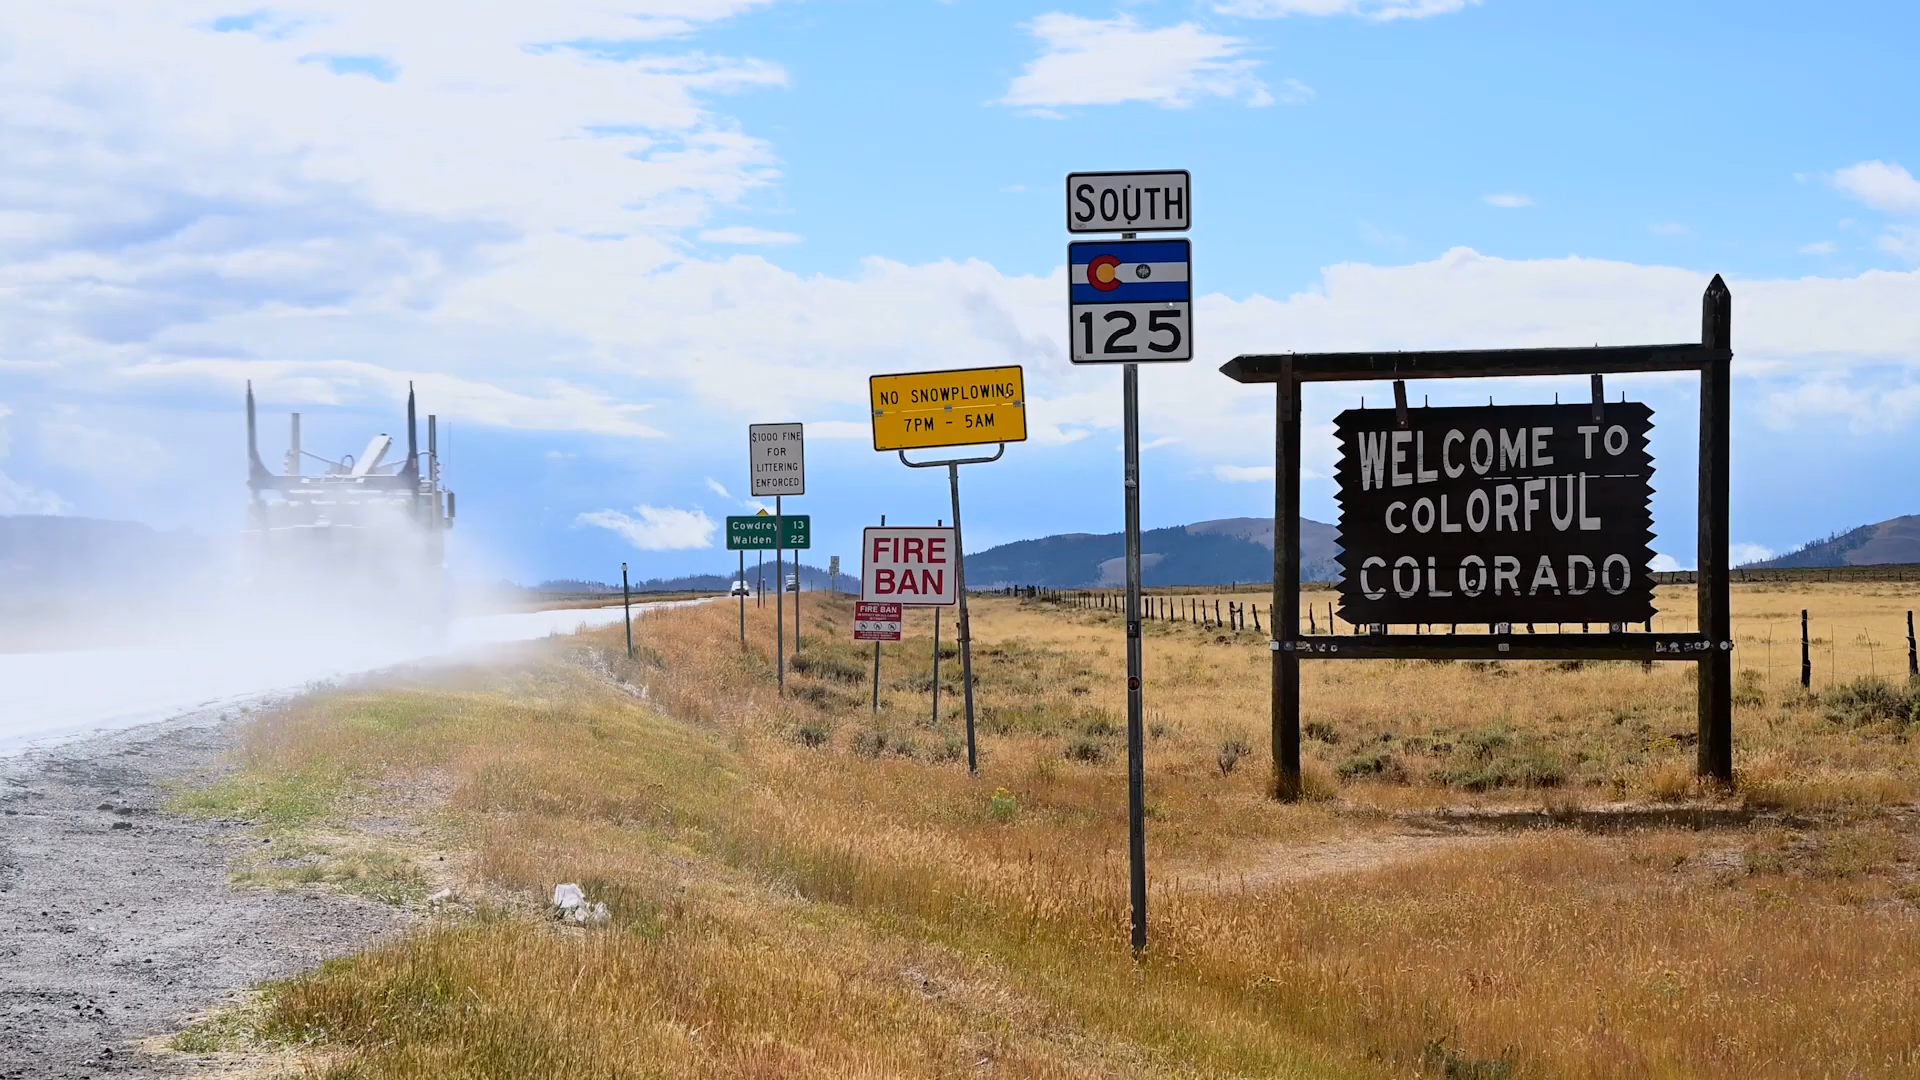 SOUTH
125
NO SNOWPLOWING
7PM - 5AM
$1000 FINE
FOR
LITTERING
ENFORCED
Cowdrey 13
Walden 22
FIRE
BAN
FIRE BAN
WELCOME TO
COLORFUL
COLORADO